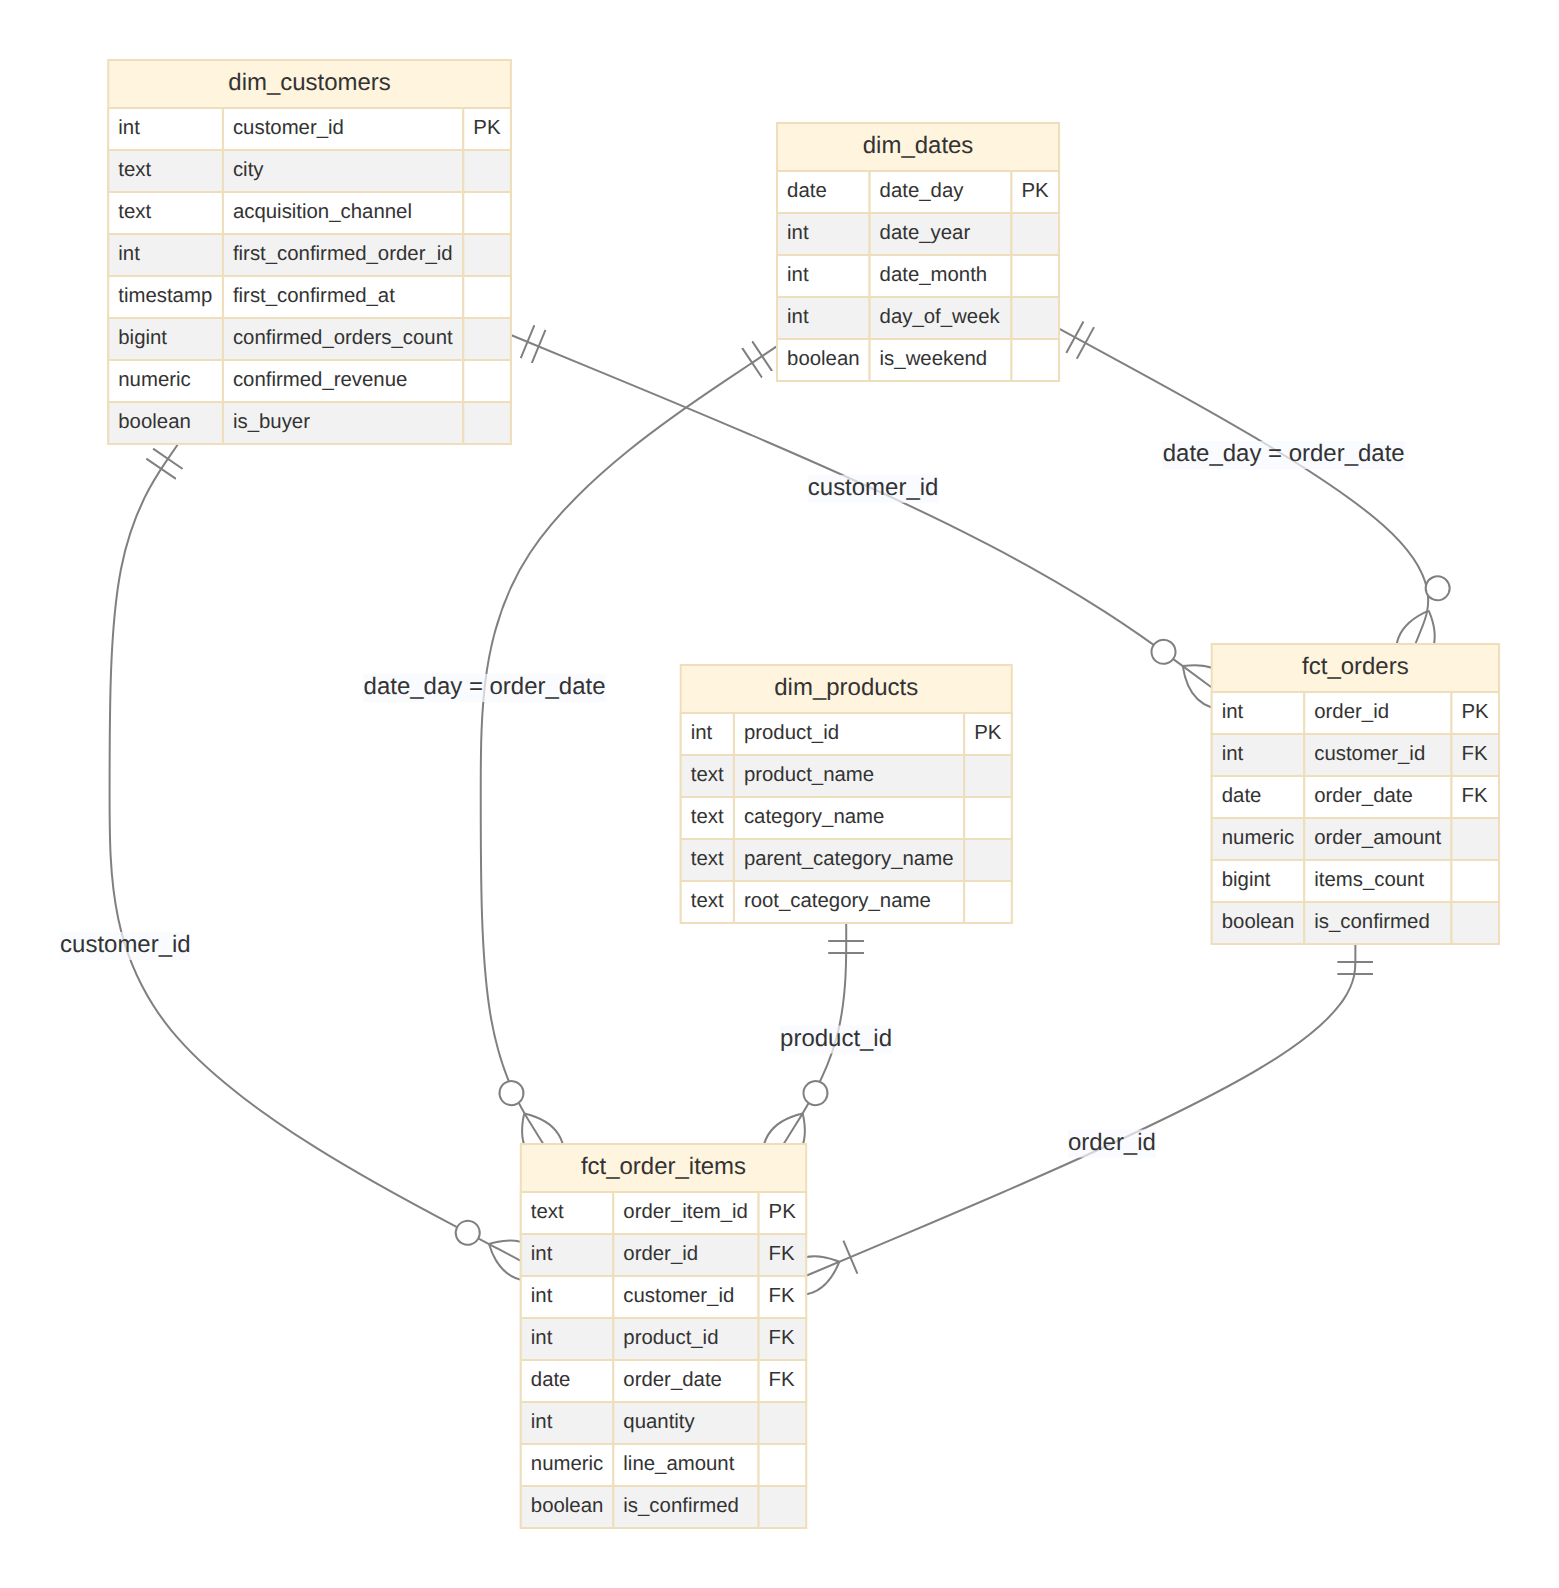 dim_customers
int customer_id PK
text city
text acquisition_channel
int first_confirmed_order_id
timestamp first_confirmed_at
bigint confirmed_orders_count
numeric confirmed_revenue
boolean is_buyer
dim_dates
date date_day PK
int date_year
int date_month
int day_of_week
boolean is_weekend
customer_id
date_day = order_date
date_day = order_date
dim_products
int product_id PK
text product_name
text category_name
text parent_category_name
text root_category_name
fct_orders
int order_id PK
int customer_id FK
date order_date FK
numeric order_amount
bigint items_count
boolean is_confirmed
customer_id
product_id
order_id
fct_order_items
text order_item_id PK
int order_id FK
int customer_id FK
int product_id FK
date order_date FK
int quantity
numeric line_amount
boolean is_confirmed